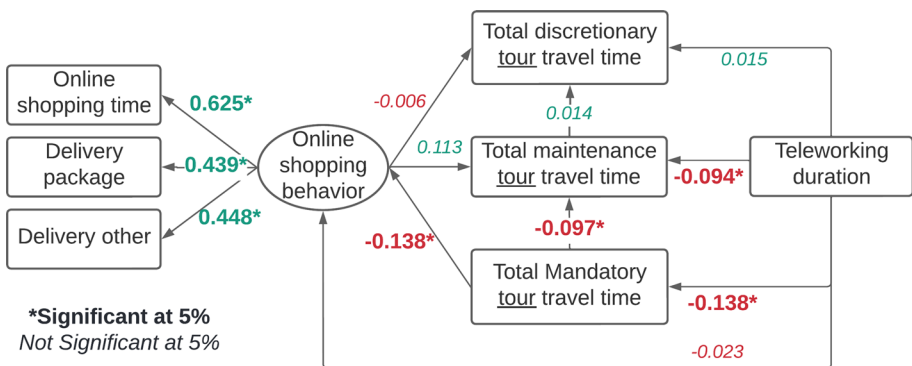 Total discretionary
tour travel time
0.015
Online
shopping time
0.625*
-0.006
0.014
Delivery
package
0.439*
Online
shopping
behavior
0.113
Total maintenance
tour travel time
-0.094*
Teleworking
duration
Delivery other
0.448*
-0.138*
-0.097*
Total Mandatory
tour travel time
-0.138*
*Significant at 5%
Not Significant at 5%
-0.023